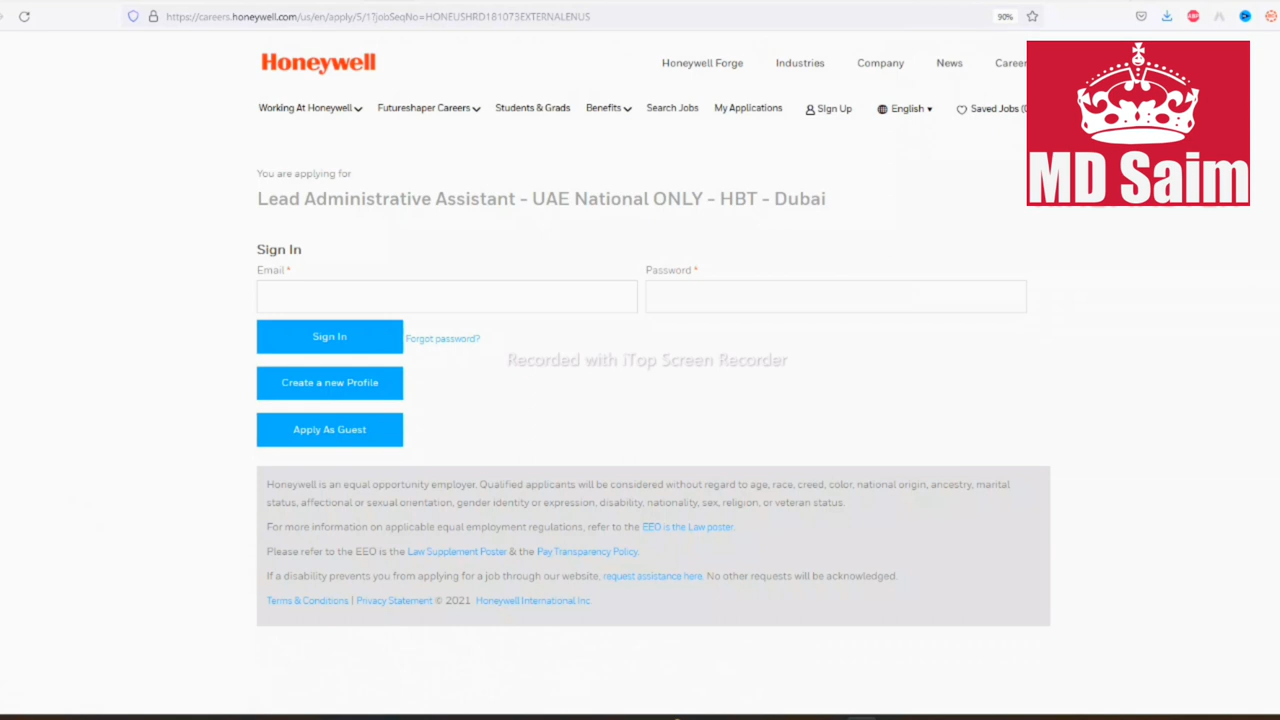 https://careers.honeywell.com/us/en/apply/5/1?jobSeqNo=HONEUSHRD181073EXTERNALENUS
90%
Honeywell
Honeywell Forge Industries Company News Career
MD Saim
Working At Honeywell Futureshaper Careers Students & Grads Benefits Search Jobs My Applications Sign Up English Saved Jobs (
You are applying for
Lead Administrative Assistant - UAE National ONLY - HBT - Dubai
Sign In
Email * Password *
Sign In Forgot password?
Recorded with iTop Screen Recorder
Create a new Profile
Apply As Guest
Honeywell is an equal opportunity employer. Qualified applicants will be considered without regard to age, race, creed, color, national origin, ancestry, marital
status, affectional or sexual orientation, gender identity or expression, disability, nationality, sex, religion, or veteran status.
For more information on applicable equal employment regulations, refer to the EEO is the Law poster.
Please refer to the EEO is the Law Supplement Poster & the Pay Transparency Policy.
If a disability prevents you from applying for a job through our website, request assistance here. No other requests will be acknowledged.
Terms & Conditions | Privacy Statement © 2021 Honeywell International Inc.